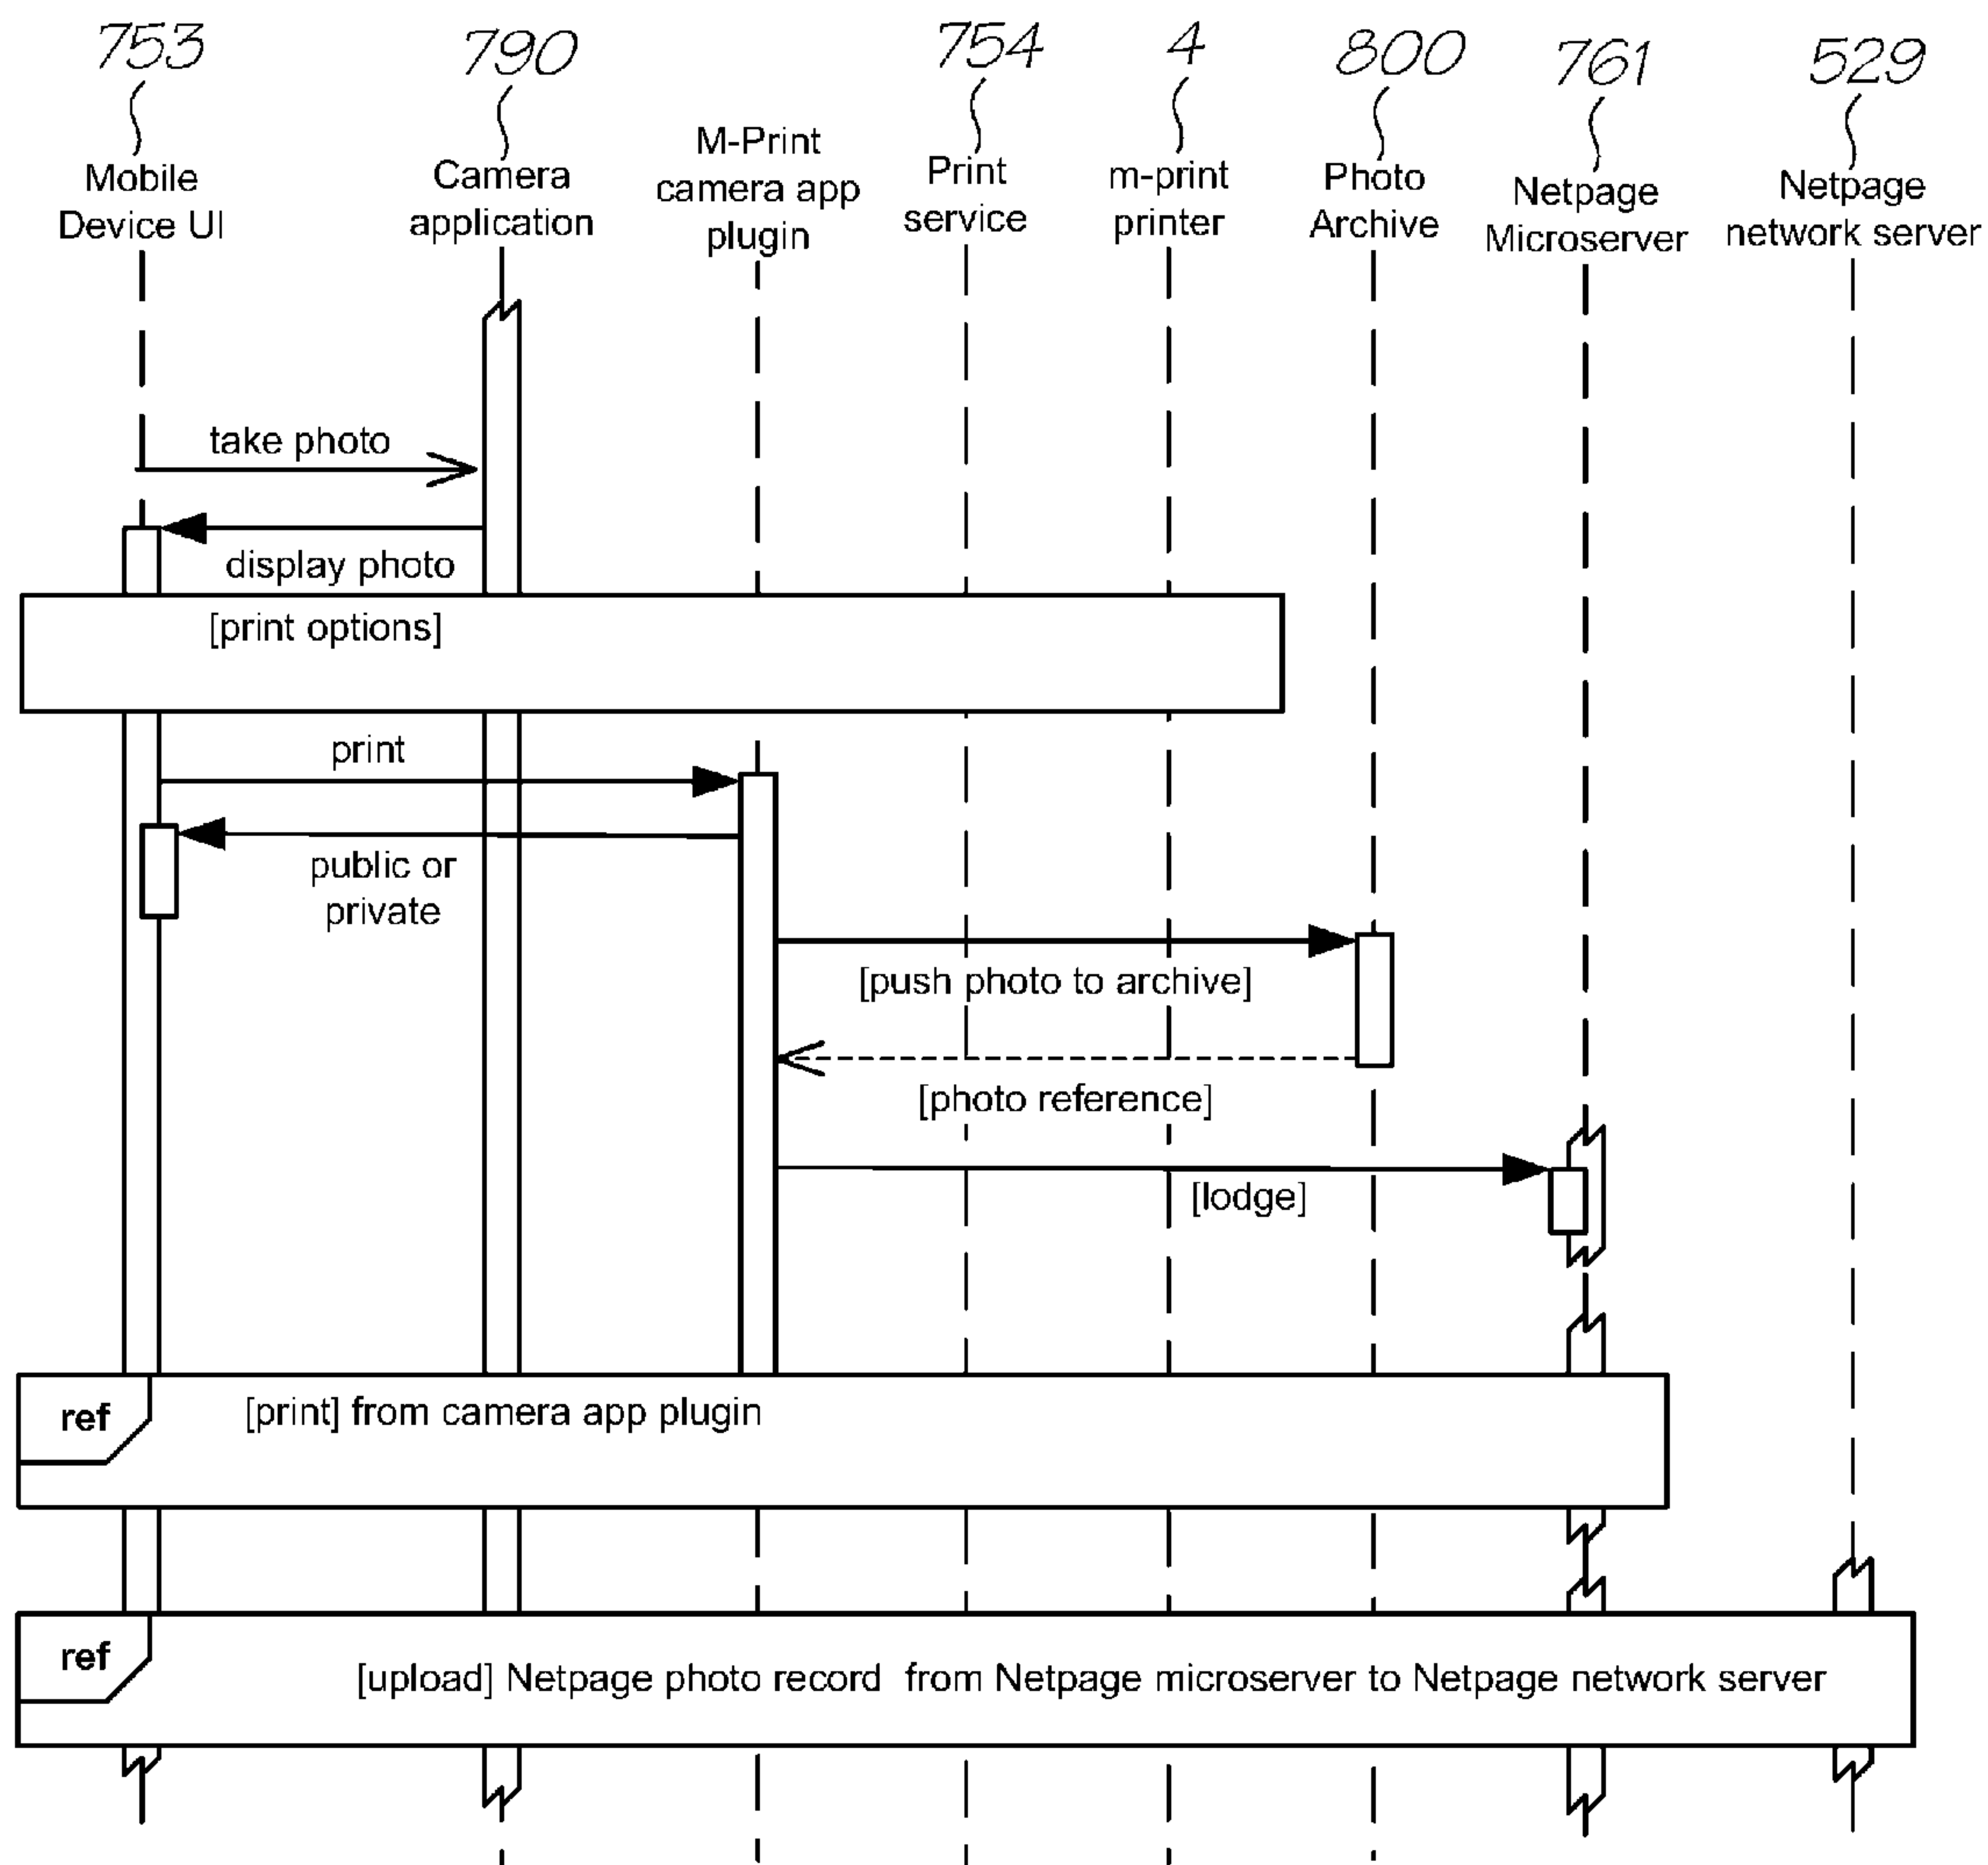 753
790
754
4
800
761
529
Mobile
Device UI
Camera
application
M-Print
camera app
plugin
Print
service
m-print
printer
Photo
Archive
Netpage
Microserver
Netpage
network server
take photo
display photo
[print options]
print
public or
private
[push photo to archive]
[photo reference]
[lodge]
ref
[print] from camera app plugin
ref
[upload] Netpage photo record from Netpage microserver to Netpage network server